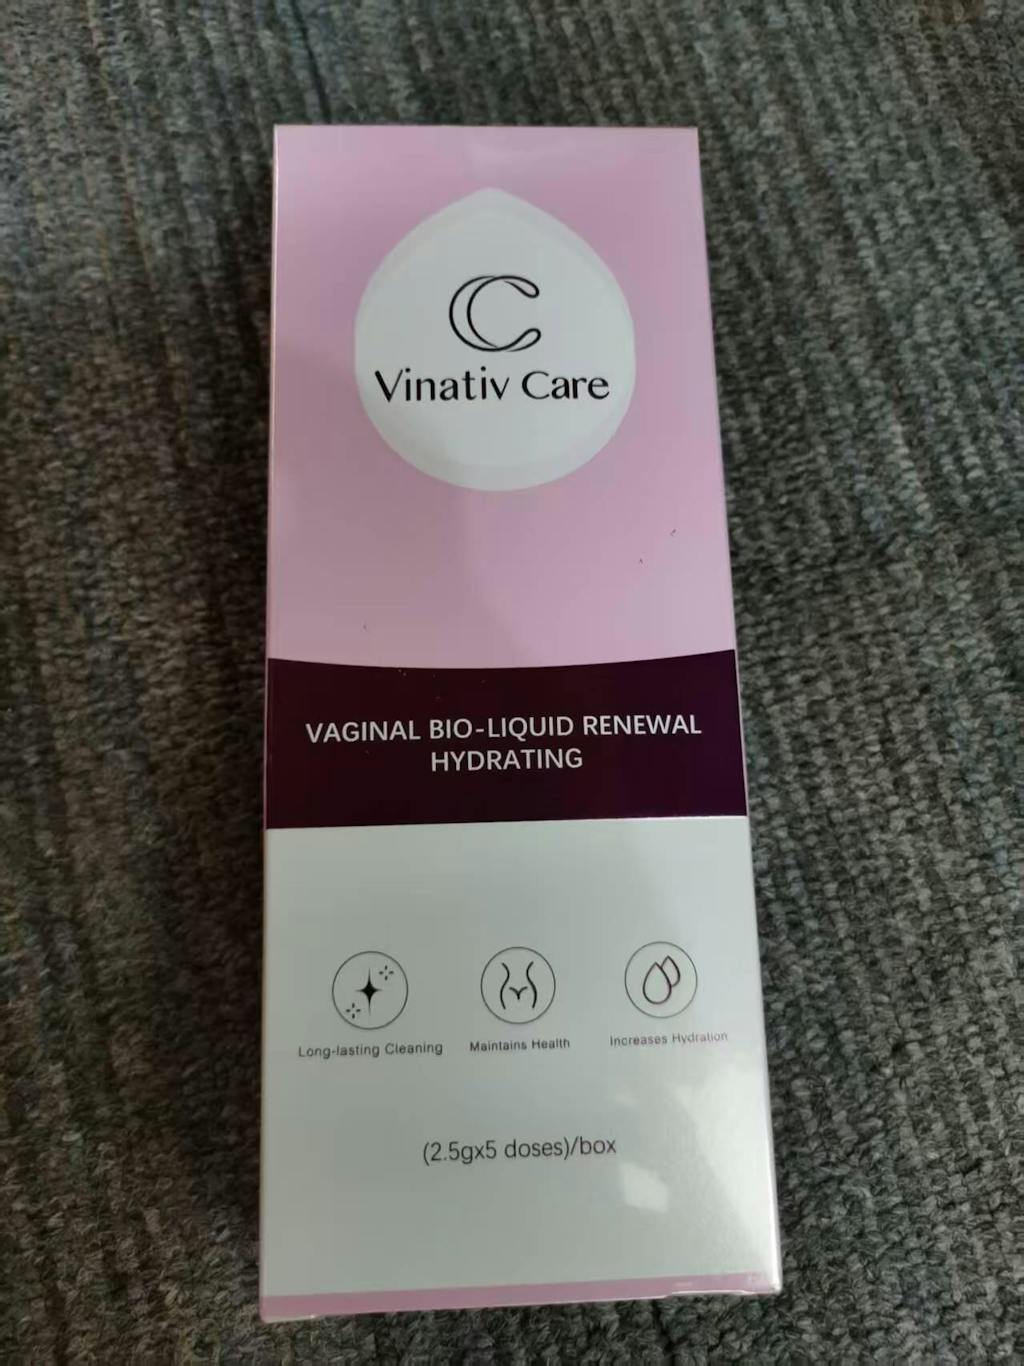 Vinativ Care
VAGINAL BIO-LIQUID RENEWAL
HYDRATING
Long-lasting Cleaning
Maintains Health
Increases Hydration
(2.5gx5 doses)/box